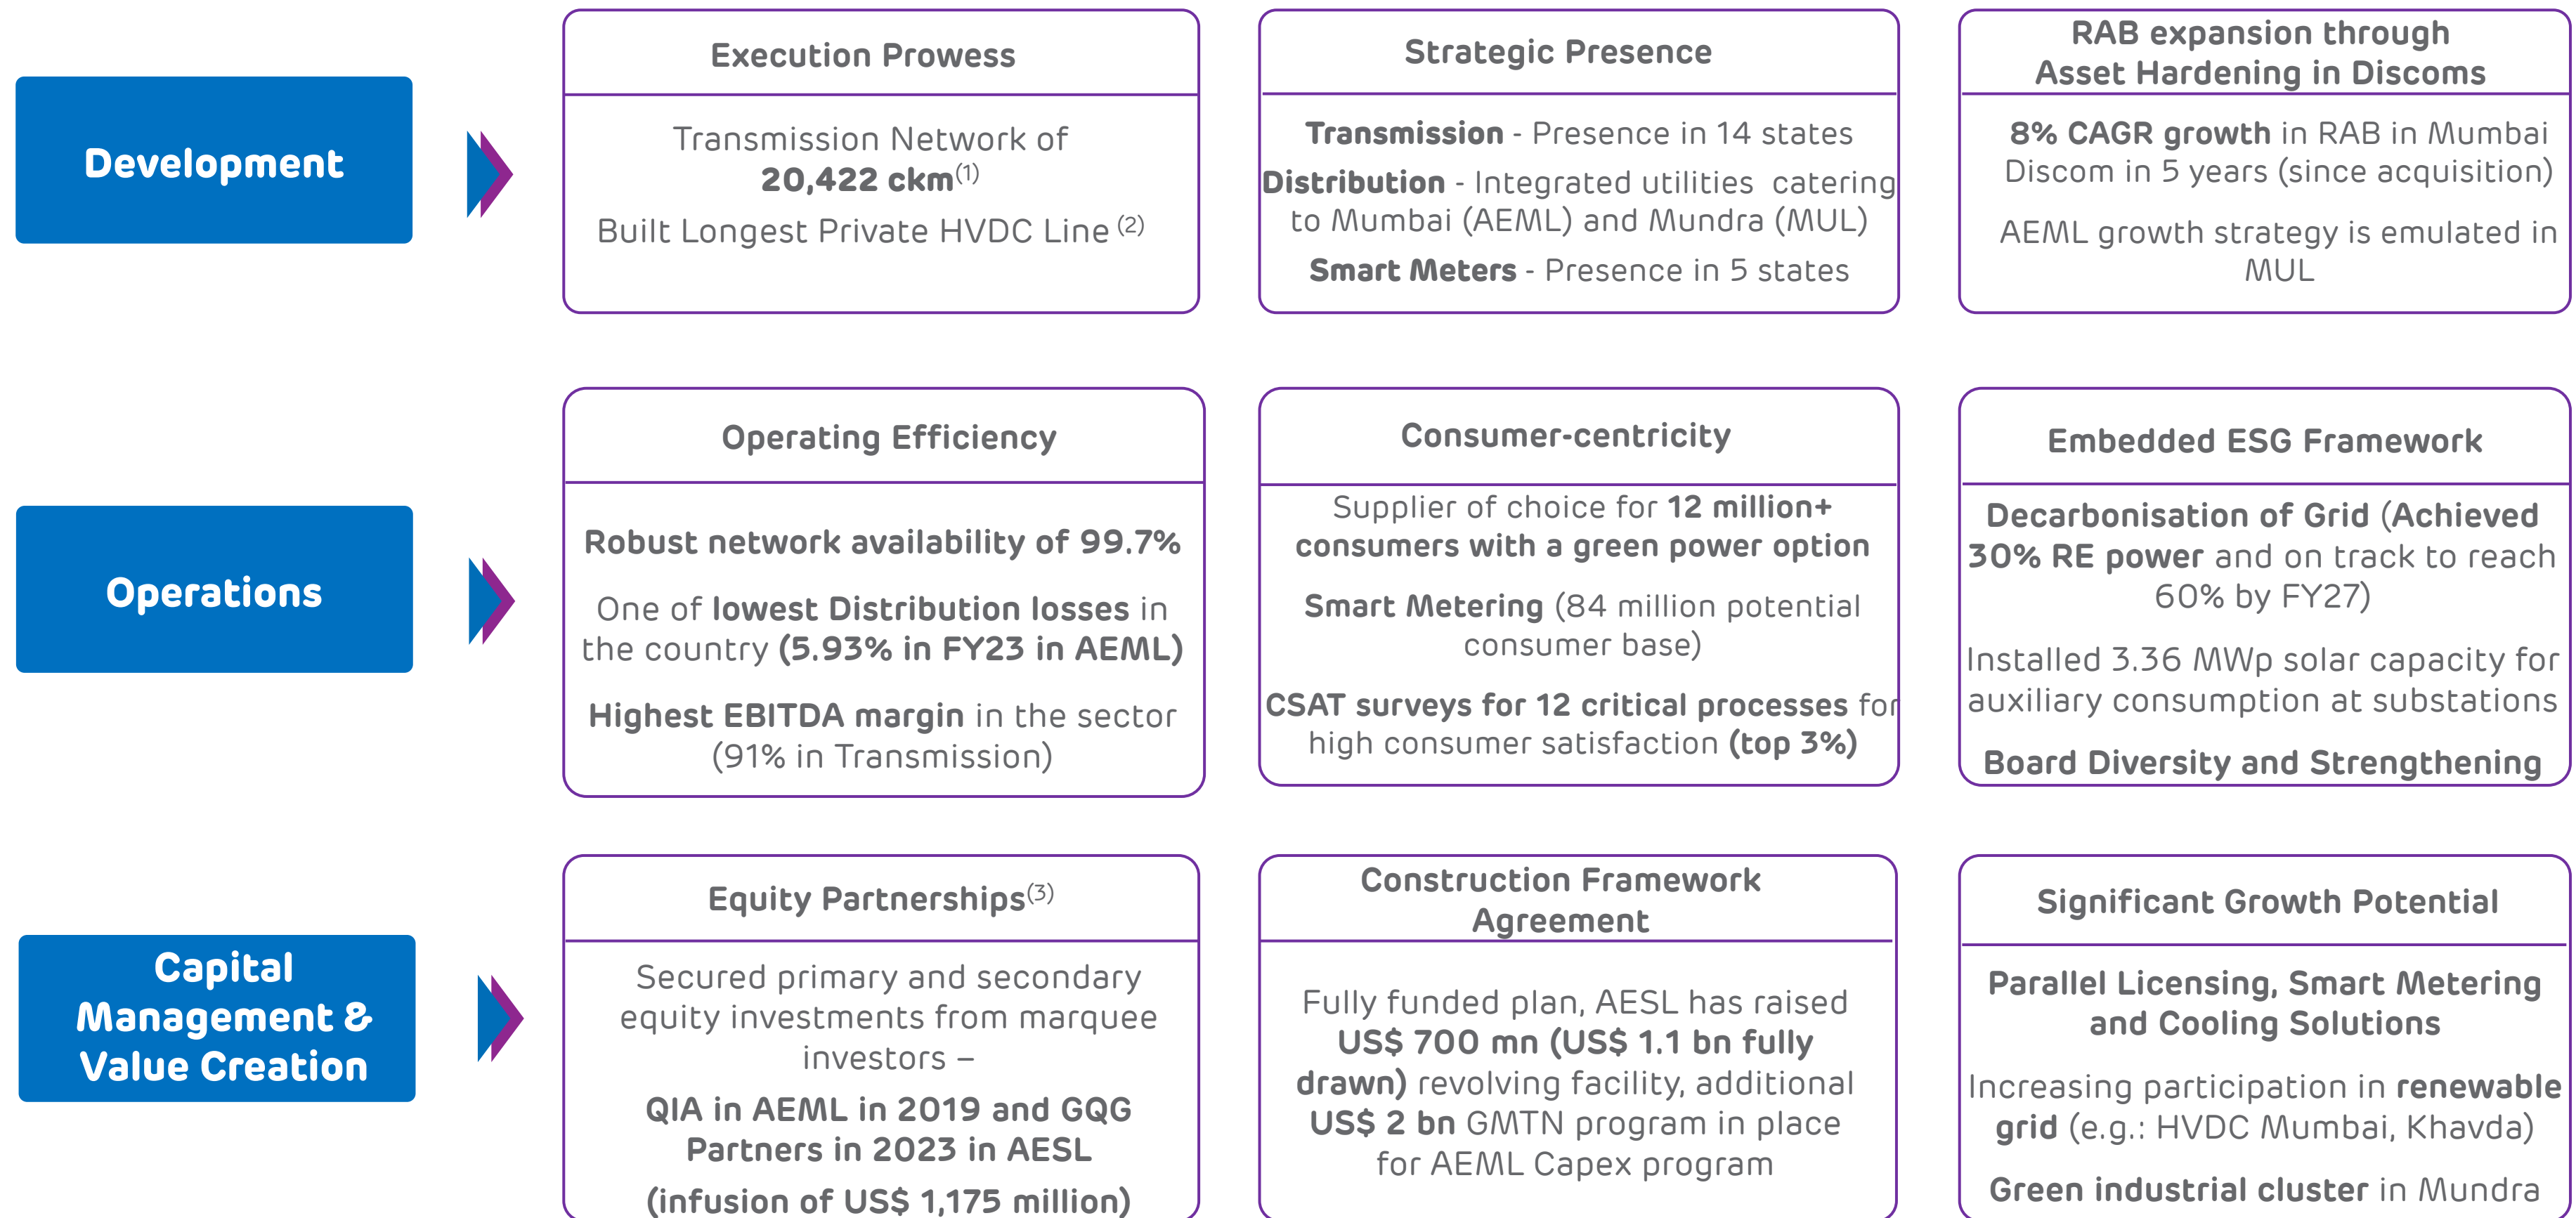 Development
Execution Prowess
Transmission Network of
20,422 ckm(1)
Built Longest Private HVDC Line (2)
Strategic Presence
Transmission - Presence in 14 states
Distribution - Integrated utilities catering
to Mumbai (AEML) and Mundra (MUL)
Smart Meters - Presence in 5 states
RAB expansion through
Asset Hardening in Discoms
8% CAGR growth in RAB in Mumbai
Discom in 5 years (since acquisition)
AEML growth strategy is emulated in
MUL
Operations
Operating Efficiency
Robust network availability of 99.7%
One of lowest Distribution losses in
the country (5.93% in FY23 in AEML)
Highest EBITDA margin in the sector
(91% in Transmission)
Consumer-centricity
Supplier of choice for 12 million+
consumers with a green power option
Smart Metering (84 million potential
consumer base)
CSAT surveys for 12 critical processes for
high consumer satisfaction (top 3%)
Embedded ESG Framework
Decarbonisation of Grid (Achieved
30% RE power and on track to reach
60% by FY27)
Installed 3.36 MWp solar capacity for
auxiliary consumption at substations
Board Diversity and Strengthening
Capital
Management &
Value Creation
Equity Partnerships(3)
Secured primary and secondary
equity investments from marquee
investors –
QIA in AEML in 2019 and GQG
Partners in 2023 in AESL
(infusion of US$ 1,175 million)
Construction Framework
Agreement
Fully funded plan, AESL has raised
US$ 700 mn (US$ 1.1 bn fully
drawn) revolving facility, additional
US$ 2 bn GMTN program in place
for AEML Capex program
Significant Growth Potential
Parallel Licensing, Smart Metering
and Cooling Solutions
Increasing participation in renewable
grid (e.g.: HVDC Mumbai, Khavda)
Green industrial cluster in Mundra